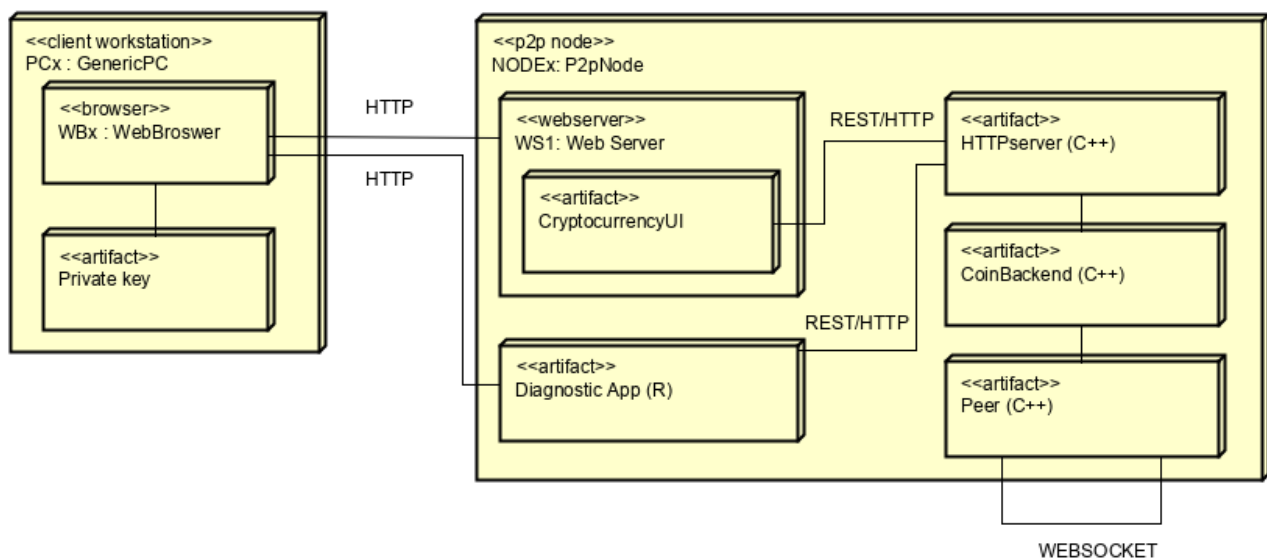 <<client workstation>>
PCx : GenericPC
<<browser>>
WBx : WebBroswer
<<artifact>>
Private key
HTTP
HTTP
<<p2p node>>
NODEx: P2pNode
<<webserver>>
WS1: Web Server
<<artifact>>
CryptocurrencyUI
<<artifact>>
Diagnostic App (R)
REST/HTTP
REST/HTTP
<<artifact>>
HTTPserver (C++)
<<artifact>>
CoinBackend (C++)
<<artifact>>
Peer (C++)
WEBSOCKET